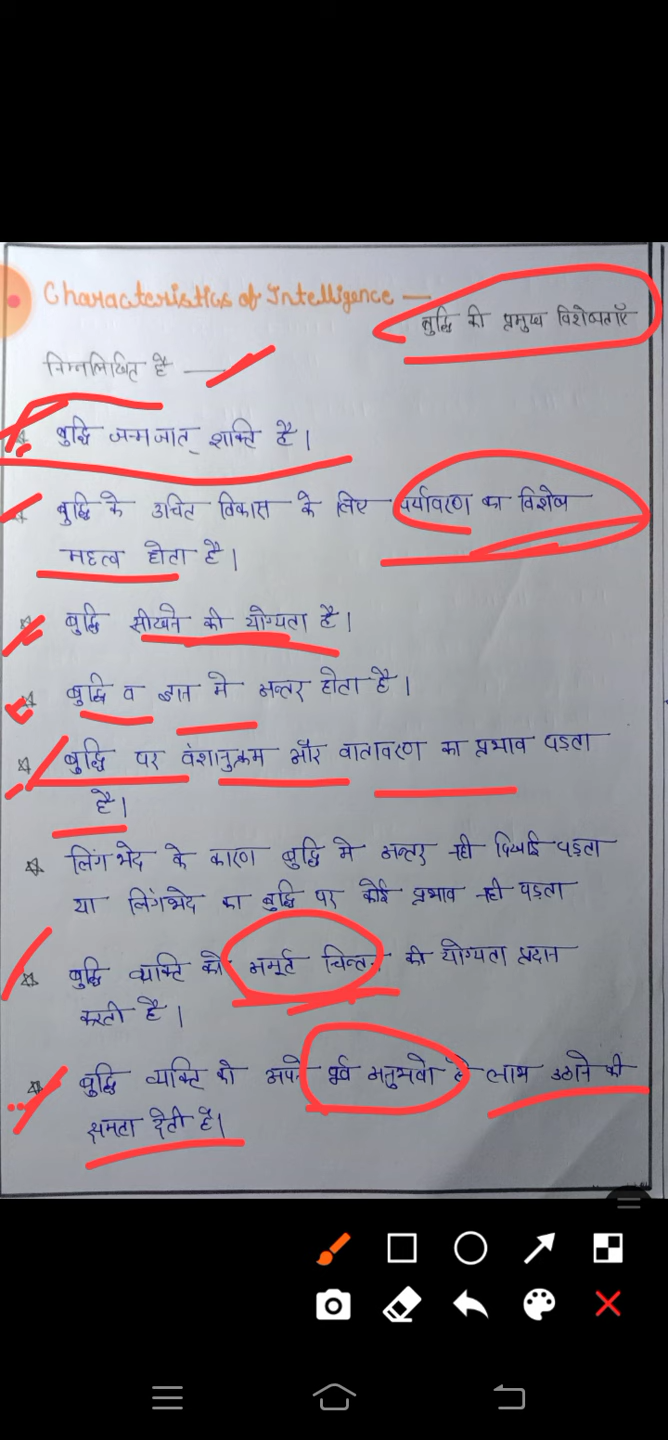 Characteristics of Intelligence — बुद्धि की प्रमुख विशेषताएँ
निम्नलिखित है —
बुद्धि जन्मजात शक्ति है।
बुद्धि के उचित विकास के लिए पर्यावरण का विशेष
महत्व होता है।
बुद्धि सीखने की योग्यता है।
बुद्धि व ज्ञान मे अन्तर होता है।
बुद्धि पर वंशानुक्रम और वातावरण का प्रभाव पड़ता
है।
लिंग भेद के कारण बुद्धि मे अन्तर नही दिखाई पड़ता
या लिंगभेद का बुद्धि पर कोई प्रभाव नही पड़ता
बुद्धि व्यक्ति को अमूर्त चिन्तन की योग्यता प्रदान
करती है।
बुद्धि व्यक्ति को अपने पूर्व अनुभवो से लाभ उठाने की
क्षमता देती है।